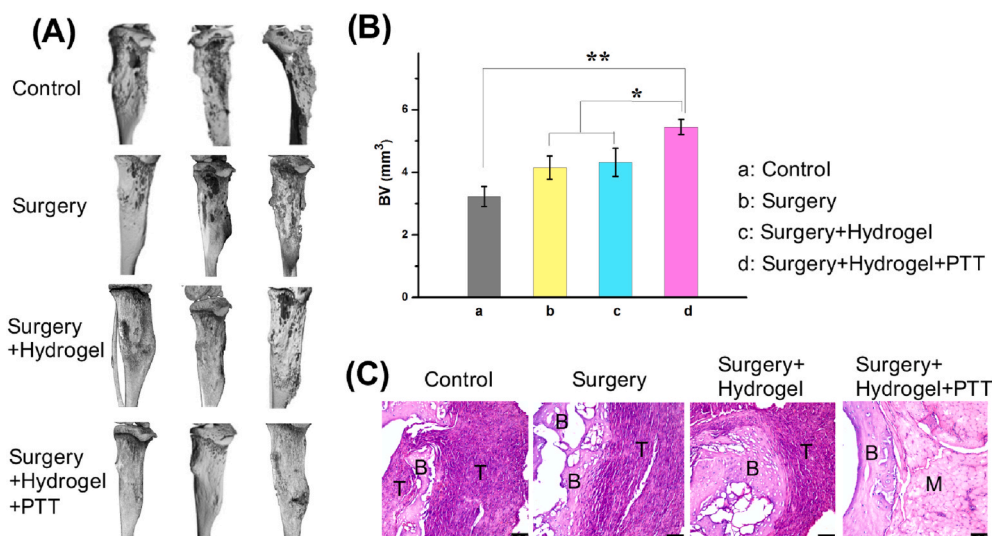 (A)
Control
Surgery
Surgery
+Hydrogel
Surgery
+Hydrogel
+PTT
(B)
**
*
BV (mm³)
6
4
2
0
a
b
c
d
a: Control
b: Surgery
c: Surgery+Hydrogel
d: Surgery+Hydrogel+PTT
(C)
Control
Surgery
Surgery+
Hydrogel
Surgery+
Hydrogel+PTT
B
T
T
B
B
T
B
T
B
M